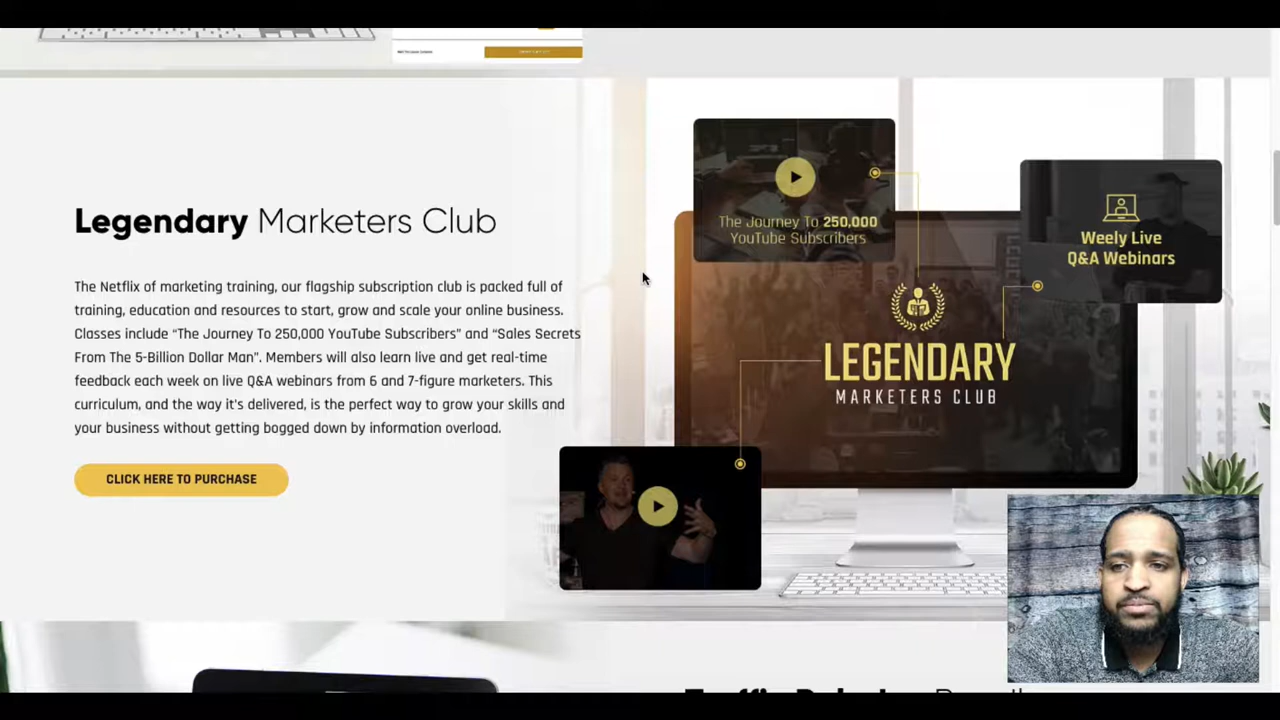 Legendary Marketers Club
The Netflix of marketing training, our flagship subscription club is packed full of
training, education and resources to start, grow and scale your online business.
Classes include “The Journey To 250,000 YouTube Subscribers” and “Sales Secrets
From The 5-Billion Dollar Man”. Members will also learn live and get real-time
feedback each week on live Q&A webinars from 6 and 7-figure marketers. This
curriculum, and the way it's delivered, is the perfect way to grow your skills and
your business without getting bogged down by information overload.
CLICK HERE TO PURCHASE
The Journey To 250,000
YouTube Subscribers
Weely Live
Q&A Webinars
LEGENDARY
MARKETERS CLUB